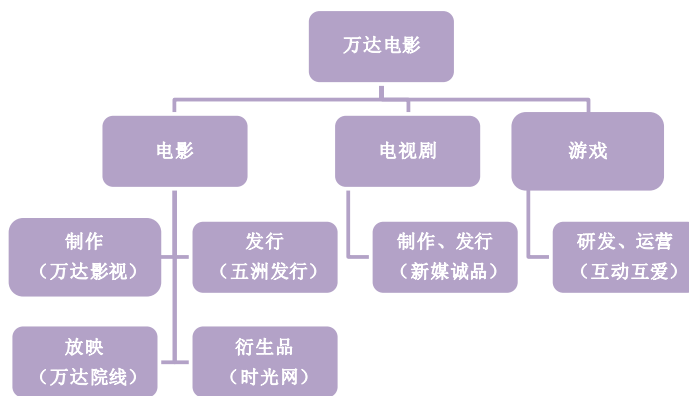 万达电影
电影
电视剧
游戏
制作
（万达影视）
发行
（五洲发行）
制作、发行
（新媒诚品）
研发、运营
（互动互爱）
放映
（万达院线）
衍生品
（时光网）